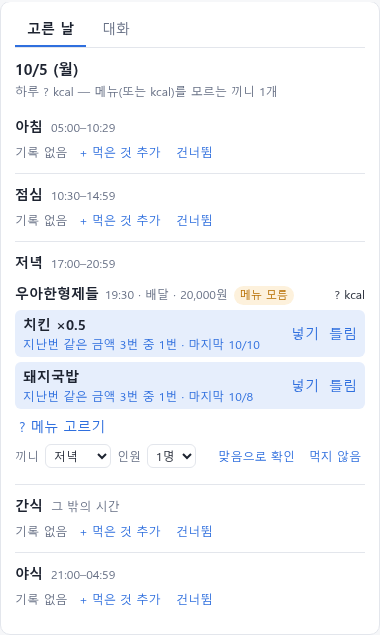 고른 날 대화
10/5 (월)
하루 ? kcal — 메뉴(또는 kcal)를 모르는 끼니 1개
아침 05:00–10:29
기록 없음 + 먹은 것 추가 건너뜀
점심 10:30–14:59
기록 없음 + 먹은 것 추가 건너뜀
저녁 17:00–20:59
우아한형제들 19:30 · 배달 · 20,000원 메뉴 모름 ? kcal
치킨 ×0.5
지난번 같은 금액 3번 중 1번 · 마지막 10/10
넣기 틀림
돼지국밥
지난번 같은 금액 3번 중 1번 · 마지막 10/8
넣기 틀림
? 메뉴 고르기
끼니 저녁 인원 1명 맞음으로 확인 먹지 않음
간식 그 밖의 시간
기록 없음 + 먹은 것 추가 건너뜀
야식 21:00–04:59
기록 없음 + 먹은 것 추가 건너뜀